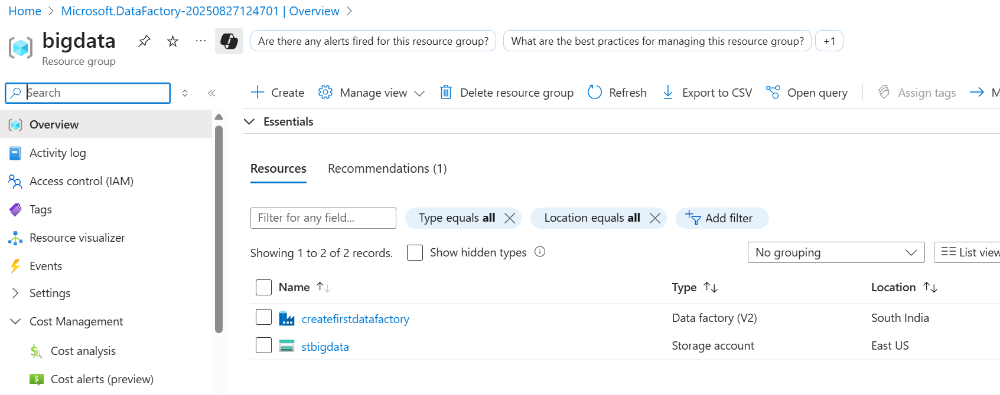 Home > Microsoft.DataFactory-20250827124701 | Overview >
bigdata
Resource group
Are there any alerts fired for this resource group?
What are the best practices for managing this resource group?
+1
Search
Create
Manage view
Delete resource group
Refresh
Export to CSV
Open query
Assign tags
M
Overview
Activity log
Access control (IAM)
Tags
Resource visualizer
Events
Settings
Cost Management
Cost analysis
Cost alerts (preview)
Essentials
Resources
Recommendations (1)
Filter for any field...
Type equals all
Location equals all
Add filter
Showing 1 to 2 of 2 records.
Show hidden types
No grouping
List view
Name Type Location
createfirstdatafactory Data factory (V2) South India
stbigdata Storage account East US